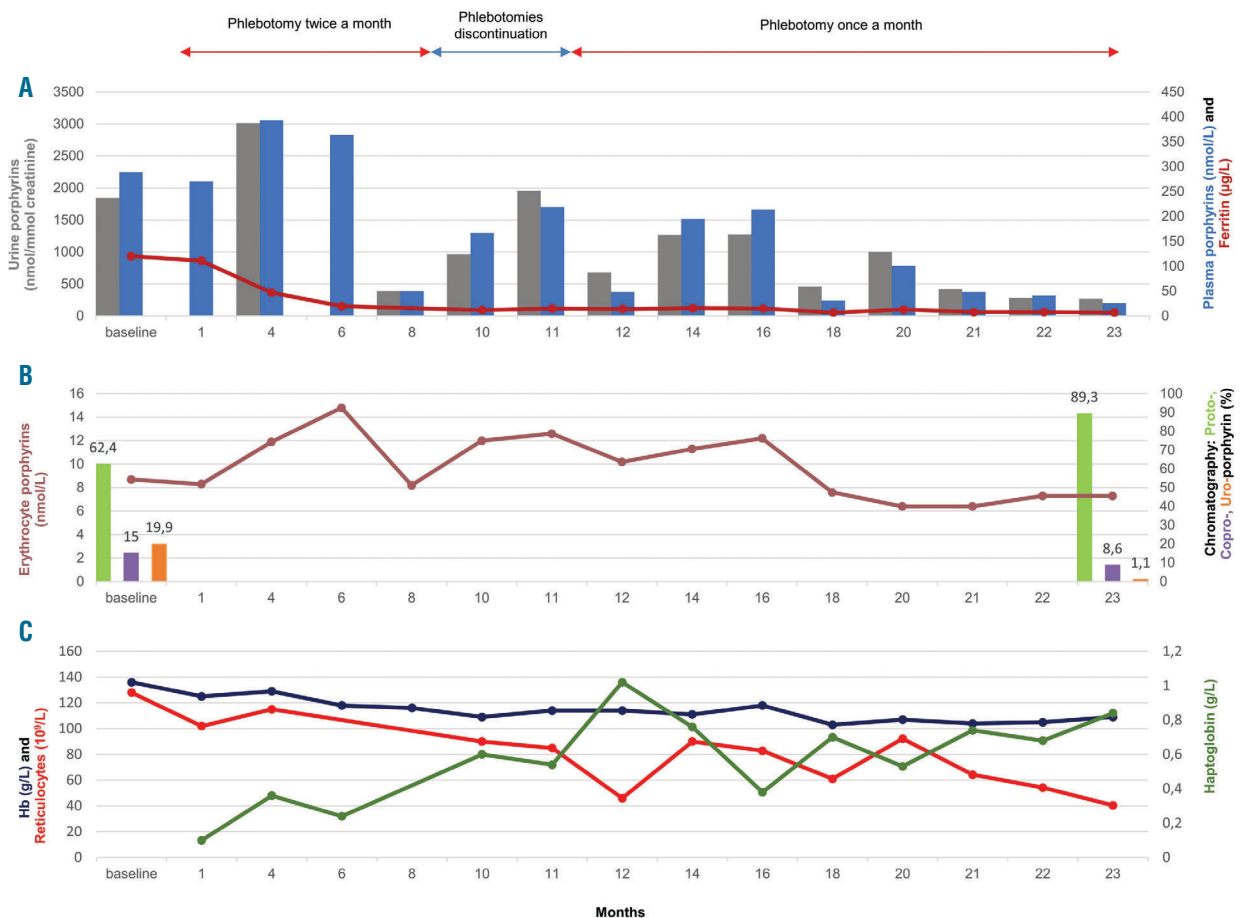 Phlebotomy twice a month
Phlebotomies
discontinuation
Phlebotomy once a month
A
Urine porphyrins
(nmol/mmol creatinine)
3500
3000
2500
2000
1500
1000
500
0
450
400
350
300
250
200
150
100
50
0
Plasma porphyrins (nmol/L) and
Ferritin (µg/L)
baseline 1 4 6 8 10 11 12 14 16 18 20 21 22 23
B
Erythrocyte porphyrins
(nmol/L)
16
14
12
10
8
6
4
2
0
62,4
15
19,9
89,3
8,6
1,1
100
90
80
70
60
50
40
30
20
10
0
Chromatography: Proto-,
Copro-, Uro-porphyrin (%)
baseline 1 4 6 8 10 11 12 14 16 18 20 21 22 23
C
Hb (g/L) and
Reticulocytes (10⁹/L)
160
140
120
100
80
60
40
20
0
1,2
1
0,8
0,6
0,4
0,2
0
Haptoglobin (g/L)
baseline 1 4 6 8 10 11 12 14 16 18 20 21 22 23
Months